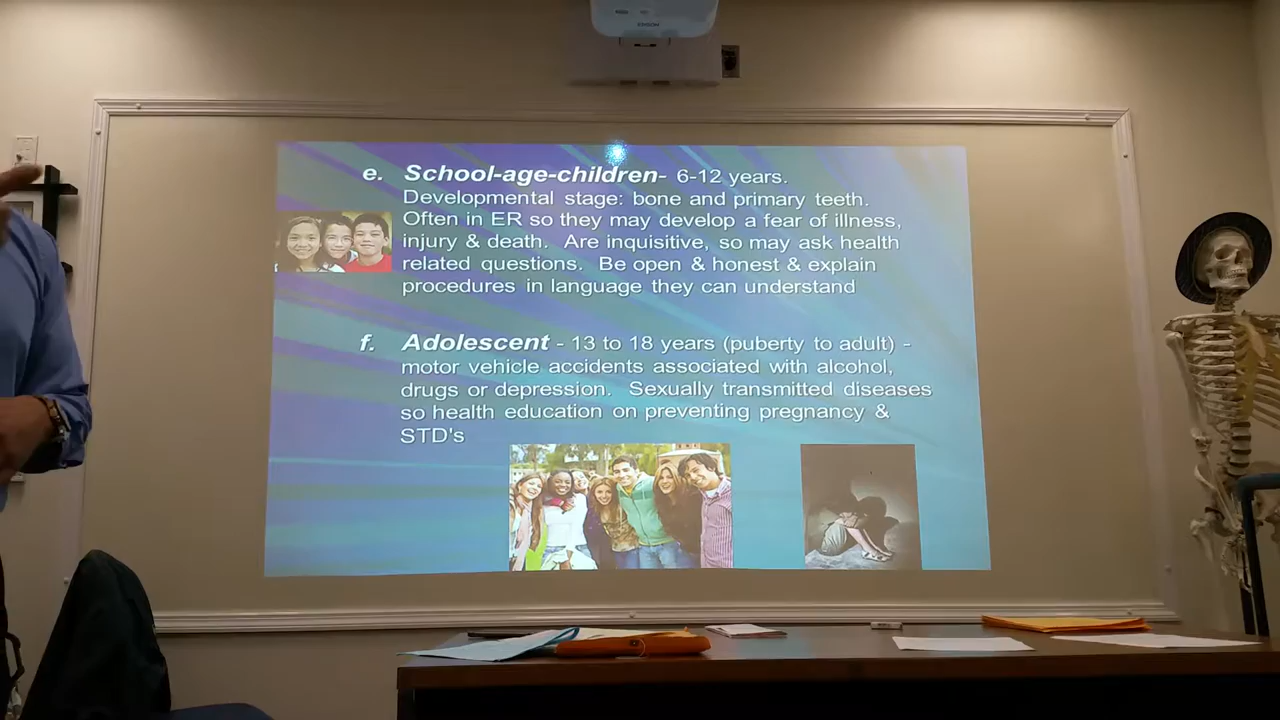 EPSON
e. School-age-children- 6-12 years.
Developmental stage: bone and primary teeth.
Often in ER so they may develop a fear of illness,
injury & death. Are inquisitive, so may ask health
related questions. Be open & honest & explain
procedures in language they can understand
f. Adolescent - 13 to 18 years (puberty to adult) -
motor vehicle accidents associated with alcohol,
drugs or depression. Sexually transmitted diseases
so health education on preventing pregnancy &
STD's